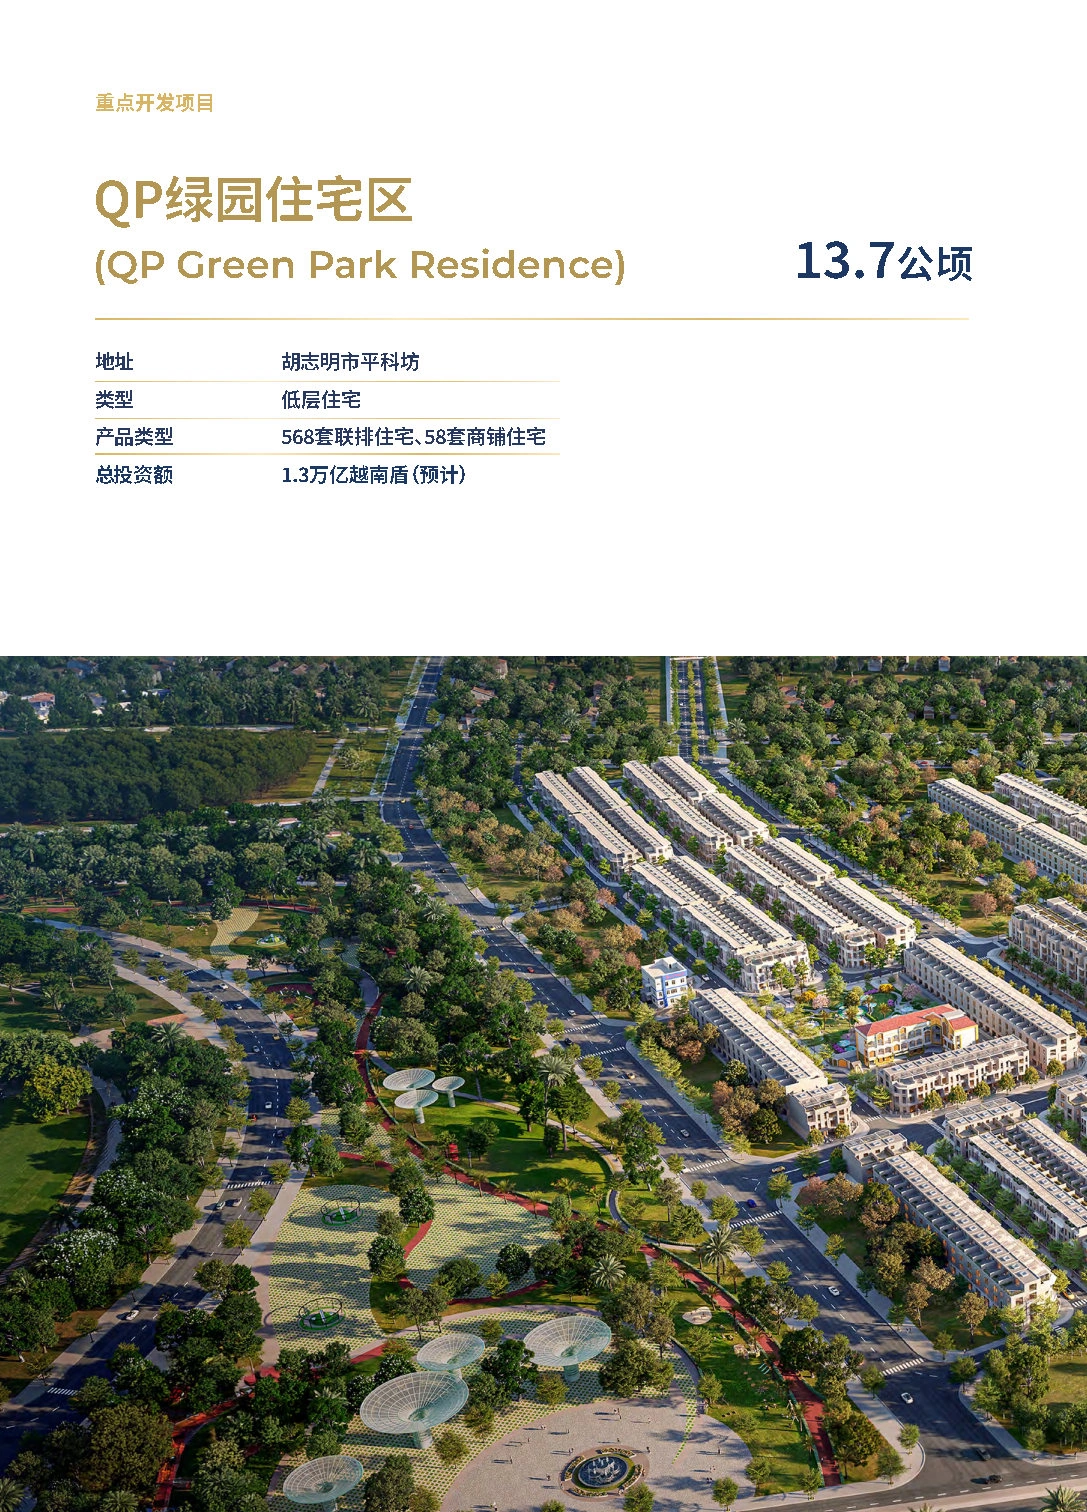 重点开发项目
QP绿园住宅区
(QP Green Park Residence)
13.7公顷
地址 胡志明市平科坊
类型 低层住宅
产品类型 568套联排住宅、58套商铺住宅
总投资额 1.3万亿越南盾（预计）